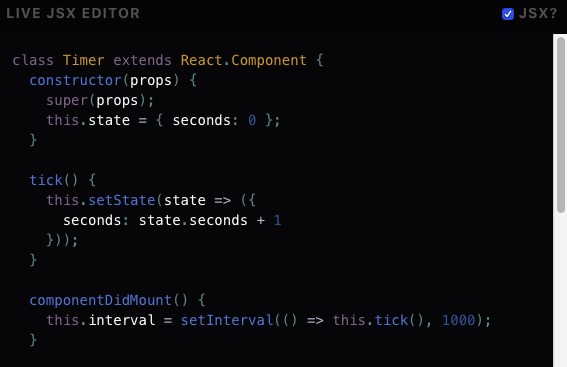 LIVE JSX EDITOR
JSX?
class Timer extends React.Component {
  constructor(props) {
    super(props);
    this.state = { seconds: 0 };
  }

  tick() {
    this.setState(state => ({
      seconds: state.seconds + 1
    }));
  }

  componentDidMount() {
    this.interval = setInterval(() => this.tick(), 1000);
  }